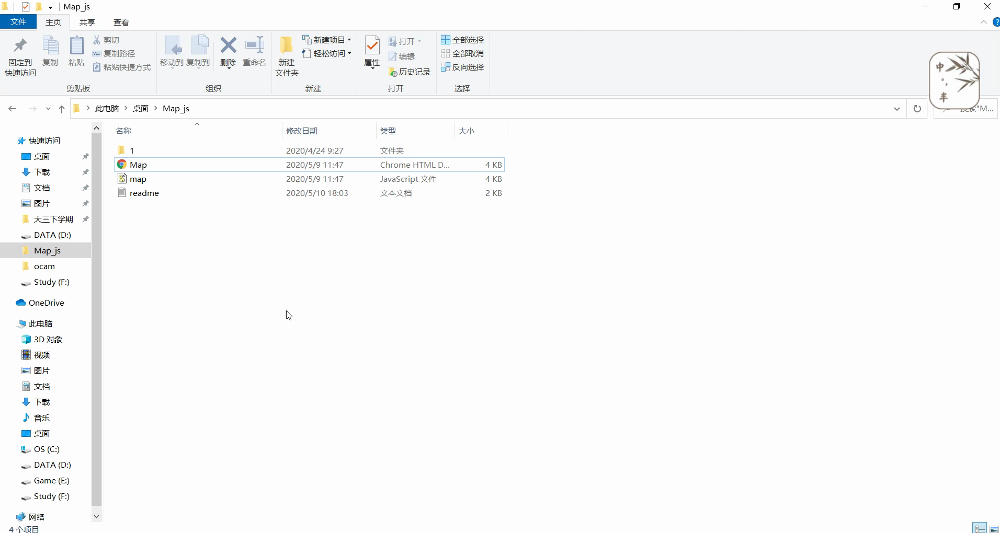 Map_js
文件 主页 共享 查看
固定到快速访问 复制 粘贴 剪切 复制路径 粘贴快捷方式
剪贴板
移动到 复制到 删除 重命名
组织
新建文件夹 新建项目 轻松访问
新建
属性 打开 编辑 历史记录
打开
全部选择 全部取消 反向选择
选择
中
半
此电脑 桌面 Map_js
搜索"M...
名称 修改日期 类型 大小
1 2020/4/24 9:27 文件夹
Map 2020/5/9 11:47 Chrome HTML D... 4 KB
map 2020/5/9 11:47 JavaScript 文件 4 KB
readme 2020/5/10 18:03 文本文档 2 KB
快速访问
桌面
下载
文档
图片
大三下学期
DATA (D:)
Map_js
ocam
Study (F:)
OneDrive
此电脑
3D 对象
视频
图片
文档
下载
音乐
桌面
OS (C:)
DATA (D:)
Game (E:)
Study (F:)
网络
4 个项目